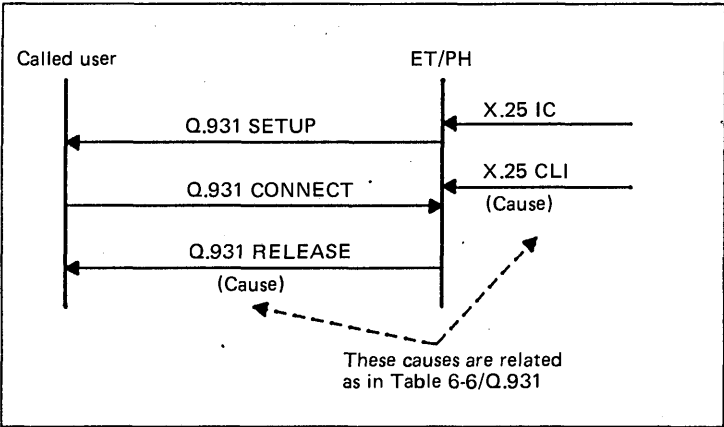 Called user
ET/PH
X.25 IC
Q.931 SETUP
X.25 CLI
Q.931 CONNECT
(Cause)
Q.931 RELEASE
(Cause)
These causes are related
as in Table 6-6/Q.931